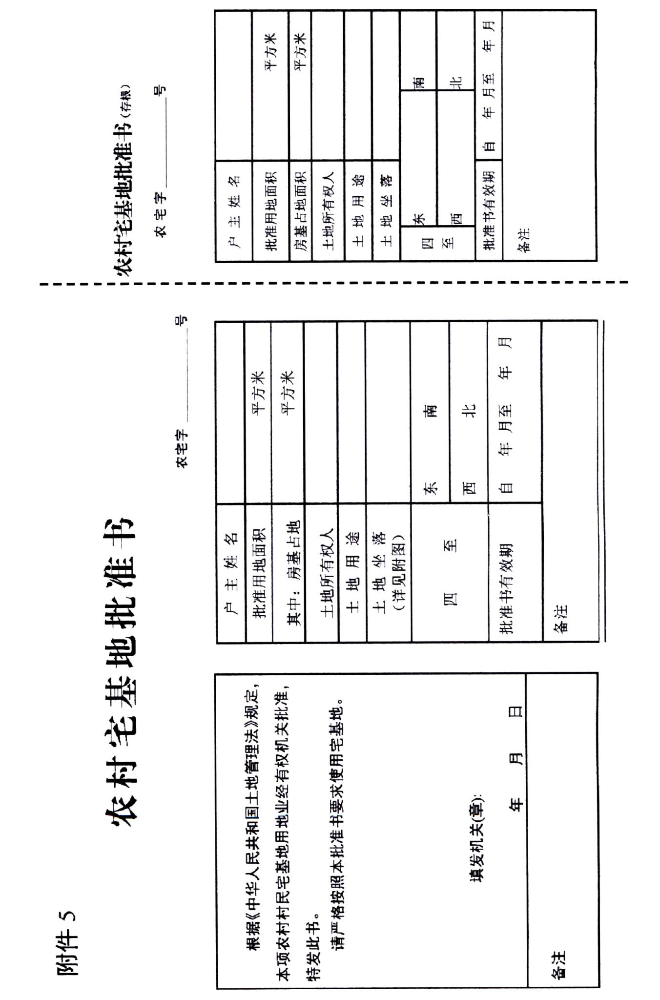 附件 5
农村宅基地批准书
农宅字 号
根据《中华人民共和国土地管理法》规定，
本项农村村民宅基地用地业经有权机关批准，
特发此书。
请严格按照本批准书要求使用宅基地。
填发机关(章)：
年 月 日
备注
户 主 姓 名
批准用地面积 平方米
其中：房基占地 平方米
土地所有权人
土 地 用 途
土 地 坐 落
（详见附图）
四 至
东 南
西 北
批准书有效期 自 年 月至 年 月
备注
农村宅基地批准书（存根）
农宅字 号
户 主 姓 名
批准用地面积 平方米
房基占地面积 平方米
土地所有权人
土 地 用 途
土 地 坐 落
四 至
东 南
西 北
批准书有效期 自 年 月至 年 月
备注